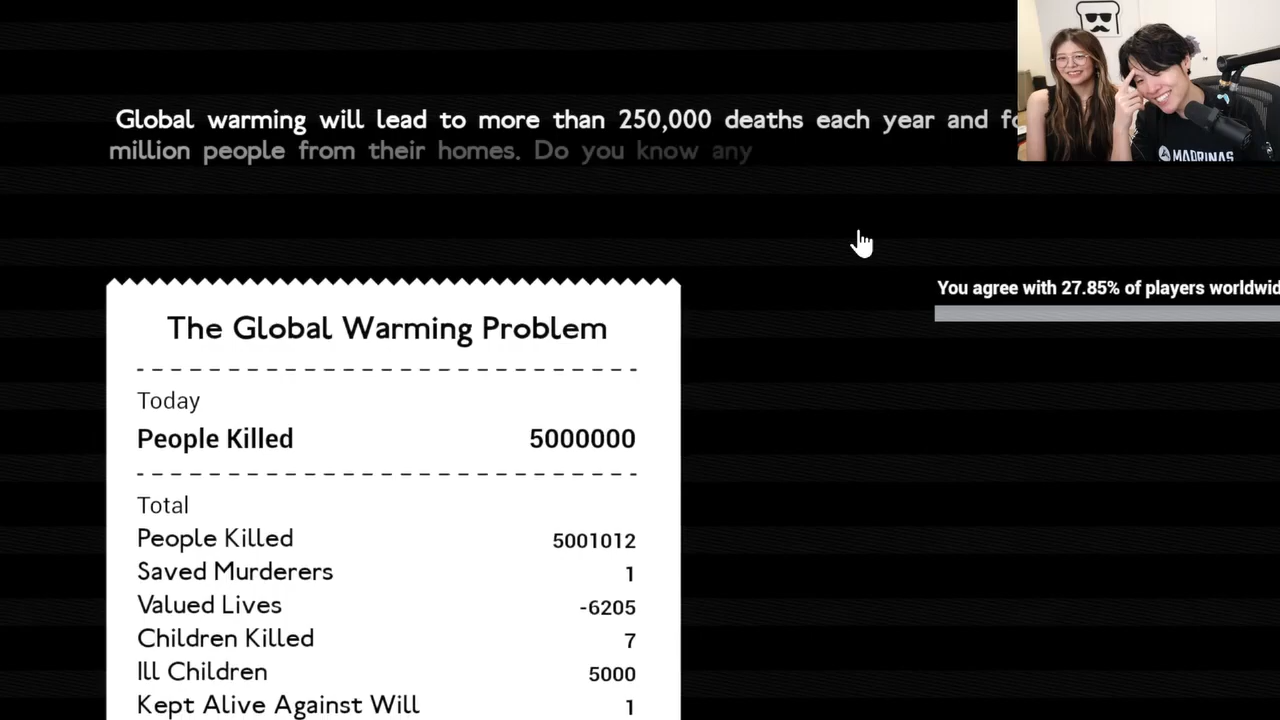 Global warming will lead to more than 250,000 deaths each year and
million people from their homes. Do you know any
You agree with 27.85% of players
The Global Warming Problem
Today
People Killed 5000000
Total
People Killed 5001012
Saved Murderers 1
Valued Lives -6205
Children Killed 7
Ill Children 5000
Kept Alive Against Will 1
MADRINAS